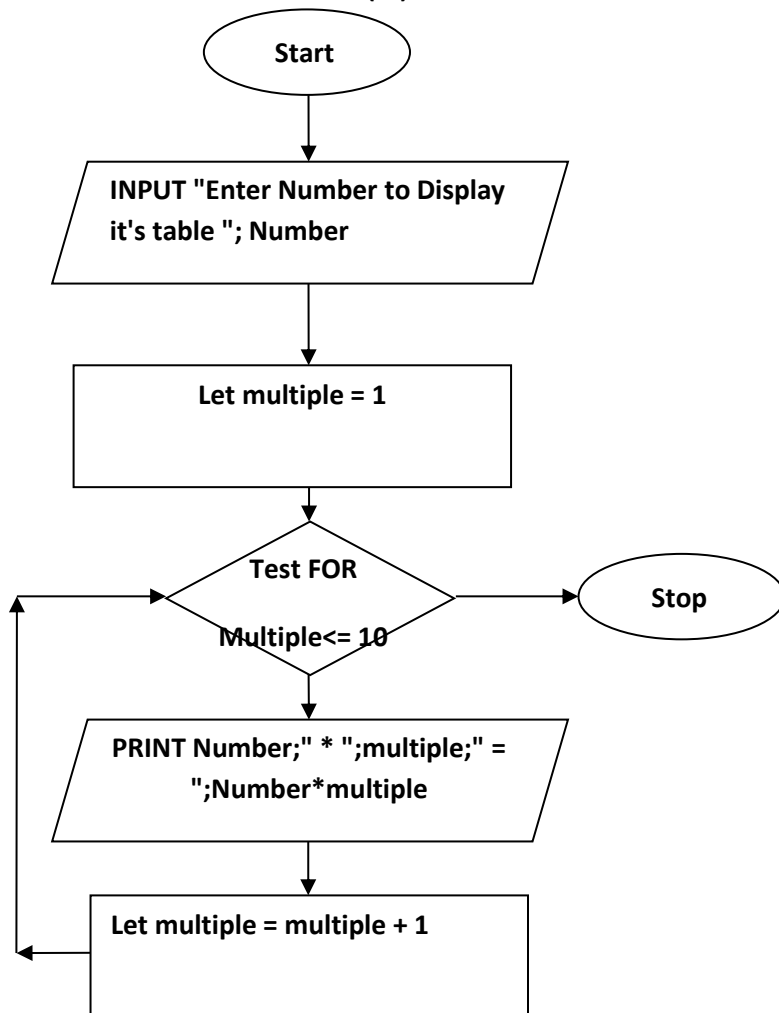 Start
INPUT "Enter Number to Display
it's table "; Number
Let multiple = 1
Test FOR
Multiple<= 10
Stop
PRINT Number;" * ";multiple;" =
";Number*multiple
Let multiple = multiple + 1